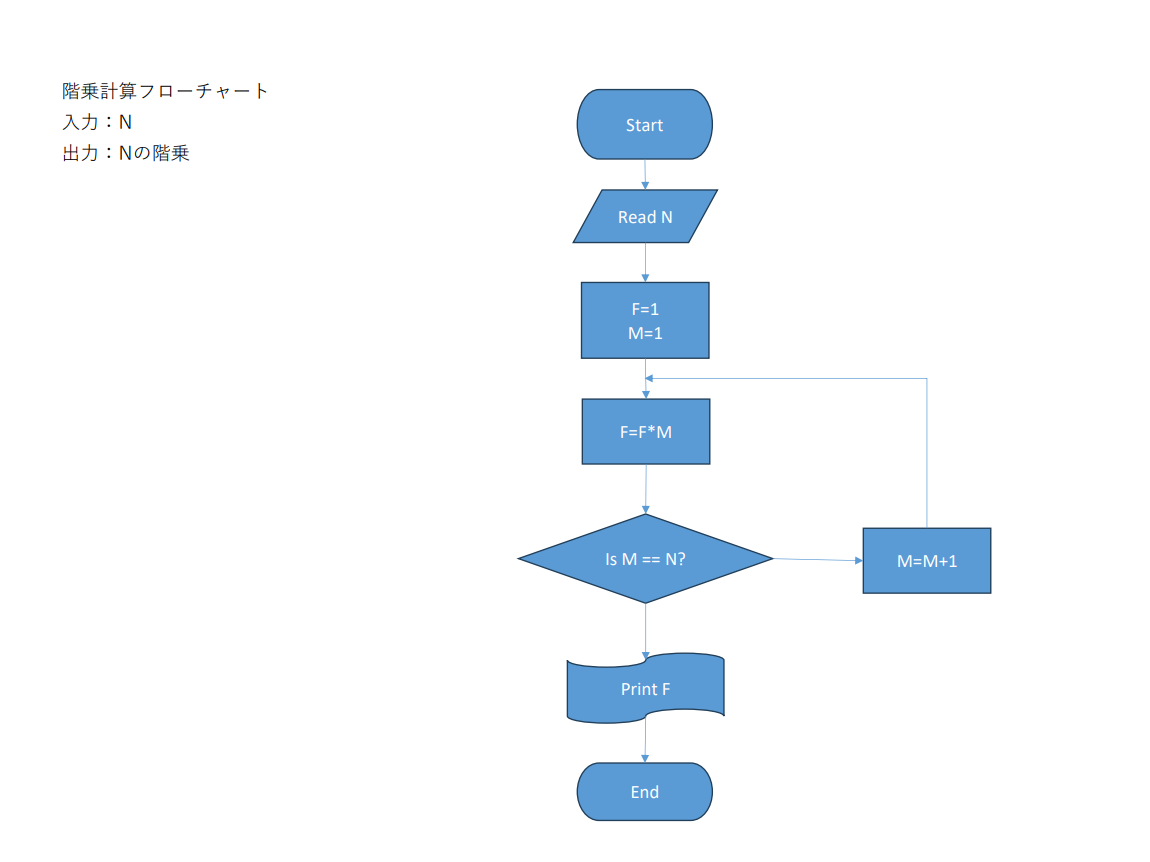 階乗計算フローチャート
入力：N
出力：Nの階乗
Start
Read N
F=1
M=1
F=F*M
Is M == N?
M=M+1
Print F
End